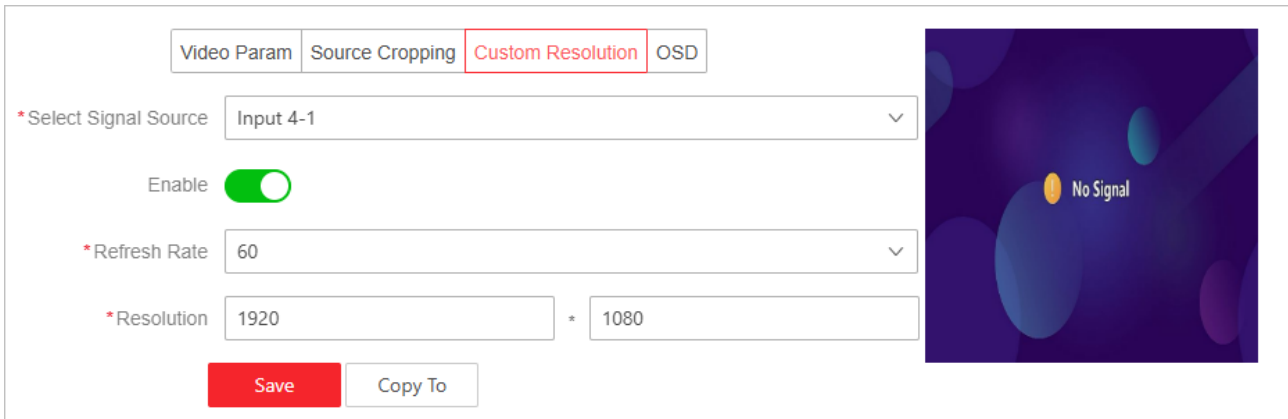 Video Param Source Cropping Custom Resolution OSD
*Select Signal Source Input 4-1
Enable
*Refresh Rate 60
*Resolution 1920 * 1080
Save Copy To
! No Signal